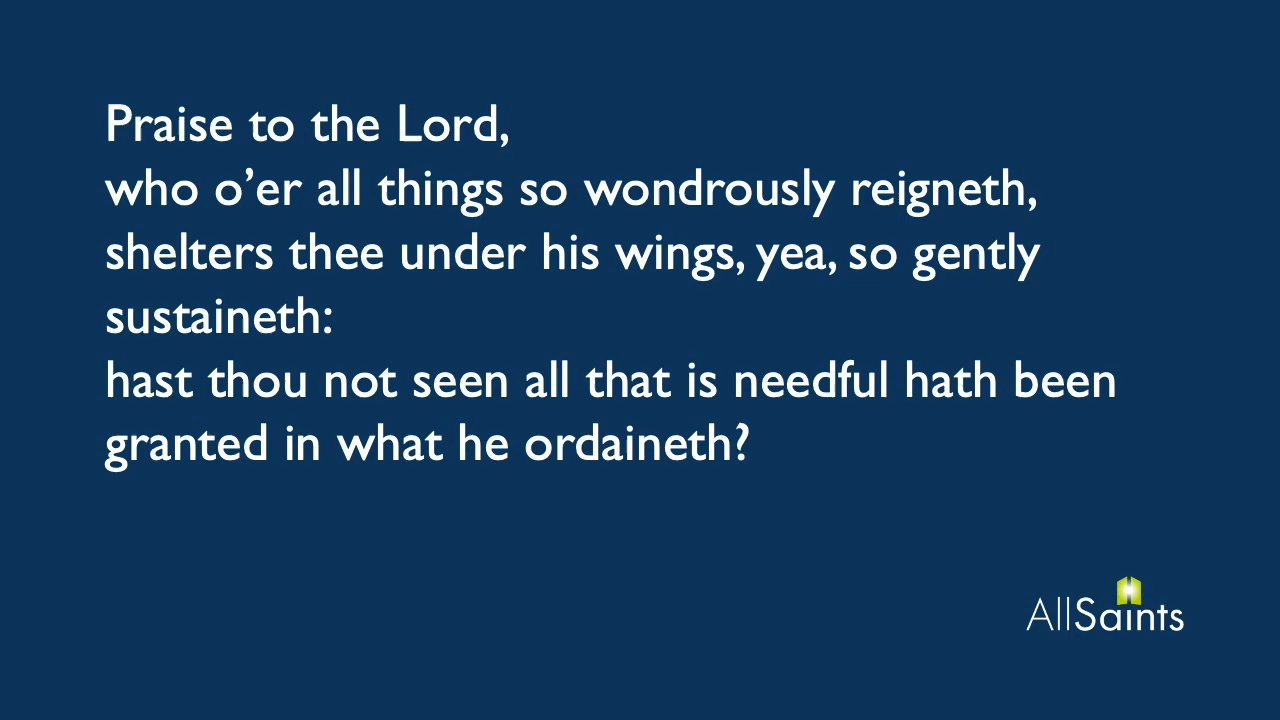 Praise to the Lord,
who o’er all things so wondrously reigneth,
shelters thee under his wings, yea, so gently
sustaineth:
hast thou not seen all that is needful hath been
granted in what he ordaineth?
AllSaints